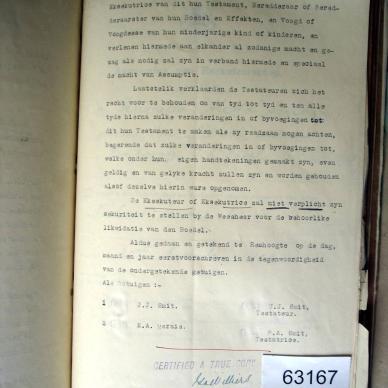 Eksekutrice van dit hun Testament, Beredderaar of Bered-
deraarster van hun Boedel en Effekten, en Voogd of
Voogdesse van hun minderjarige kind of kinderen, en
verlenen hiermede aan elkander al zodanige macht en ge-
zag als nodig zal zyn in verband hiermede en speciaal
de macht van Assumptie.
Laatstelik verklaarden de Testateuren zich het
recht voor te behouden om van tyd tot tyd en ten alle
tyde hierna zulke veranderingen in of byvoegingen tot
dit hun Testament te maken als zy raadzaam mogen achten,
begerende dat zulke veranderingen in of byvoegingen tot,
welke onder hun eigen handtekeningen gemaakt zyn, even
geldig en van gelyke kracht zullen zyn en worden gehouden
alsof dezelve hierin ware opgenomen.
De Eksekuteur of Eksekutrice zal niet verplicht zyn
sekuriteit te stellen by de Weesheer voor de behoorlike
likwidatie van den Boedel.
Aldus gedaan en getekend te Remhoogte op de dag,
maand en jaar eerstvoorschreven in de tegenwoordigheid
van de ondergetekende getuigen.
Als Getuigen :-
1 J.J. Smit. J.J. Smit,
Testateur.
2 M.A. M.A. Smit,
Testatrice.
CERTIFIED A TRUE COPY
63167